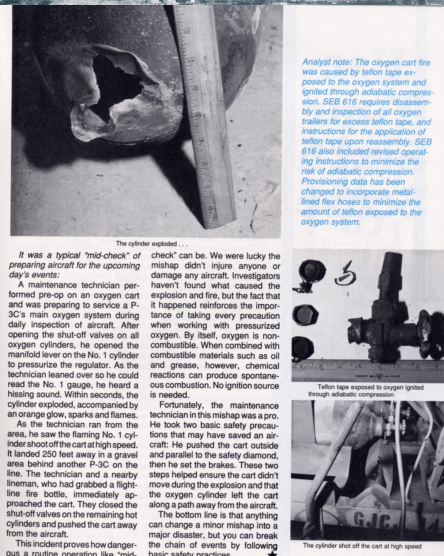 The cylinder exploded . . .
It was a typical "mid-check" of
preparing aircraft for the upcoming
day's events:
A maintenance technician per-
formed pre-op on an oxygen cart
and was preparing to service a P-
3C's main oxygen system during
daily inspection of aircraft. After
opening the shut-off valves on all
oxygen cylinders, he opened the
manifold lever on the No. 1 cylinder
to pressurize the regulator. As the
technician leaned over so he could
read the No. 1 gauge, he heard a
hissing sound. Within seconds, the
cylinder exploded, accompanied by
an orange glow, sparks and flames.
As the technician ran from the
area, he saw the flaming No. 1 cyl-
inder shoot off the cart at high speed.
It landed 250 feet away in a gravel
area behind another P-3C on the
line. The technician and a nearby
lineman, who had grabbed a flight-
line fire bottle, immediately ap-
proached the cart. They closed the
shut-off valves on the remaining hot
cylinders and pushed the cart away
from the aircraft.
This incident proves how danger-
ous a routine operation like "mid-
check" can be. We were lucky the
mishap didn't injure anyone or
damage any aircraft. Investigators
haven't found what caused the
explosion and fire, but the fact that
it happened reinforces the impor-
tance of taking every precaution
when working with pressurized
oxygen. By itself, oxygen is non-
combustible. When combined with
combustible materials such as oil
and grease, however, chemical
reactions can produce spontane-
ous combustion. No ignition source
is needed.
Fortunately, the maintenance
technician in this mishap was a pro.
He took two basic safety precau-
tions that may have saved an air-
craft: He pushed the cart outside
and parallel to the safety diamond,
then he set the brakes. These two
steps helped ensure the cart didn't
move during the explosion and that
the oxygen cylinder left the cart
along a path away from the aircraft.
The bottom line is that anything
can change a minor mishap into a
major disaster, but you can break
the chain of events by following
basic safety practices. ★
Analyst note: The oxygen cart fire
was caused by teflon tape ex-
posed to the oxygen system and
ignited through adiabatic compres-
sion. SEB 616 requires disassem-
bly and inspection of all oxygen
trailers for excess teflon tape, and
instructions for the application of
teflon tape upon reassembly. SEB
616 also included revised operat-
ing instructions to minimize the
risk of adiabatic compression.
Provisioning data has been
changed to incorporate metal-
lined flex hoses to minimize the
amount of teflon exposed to the
oxygen system.
Teflon tape exposed to oxygen ignited
through adiabatic compression
The cylinder shot off the cart at high speed